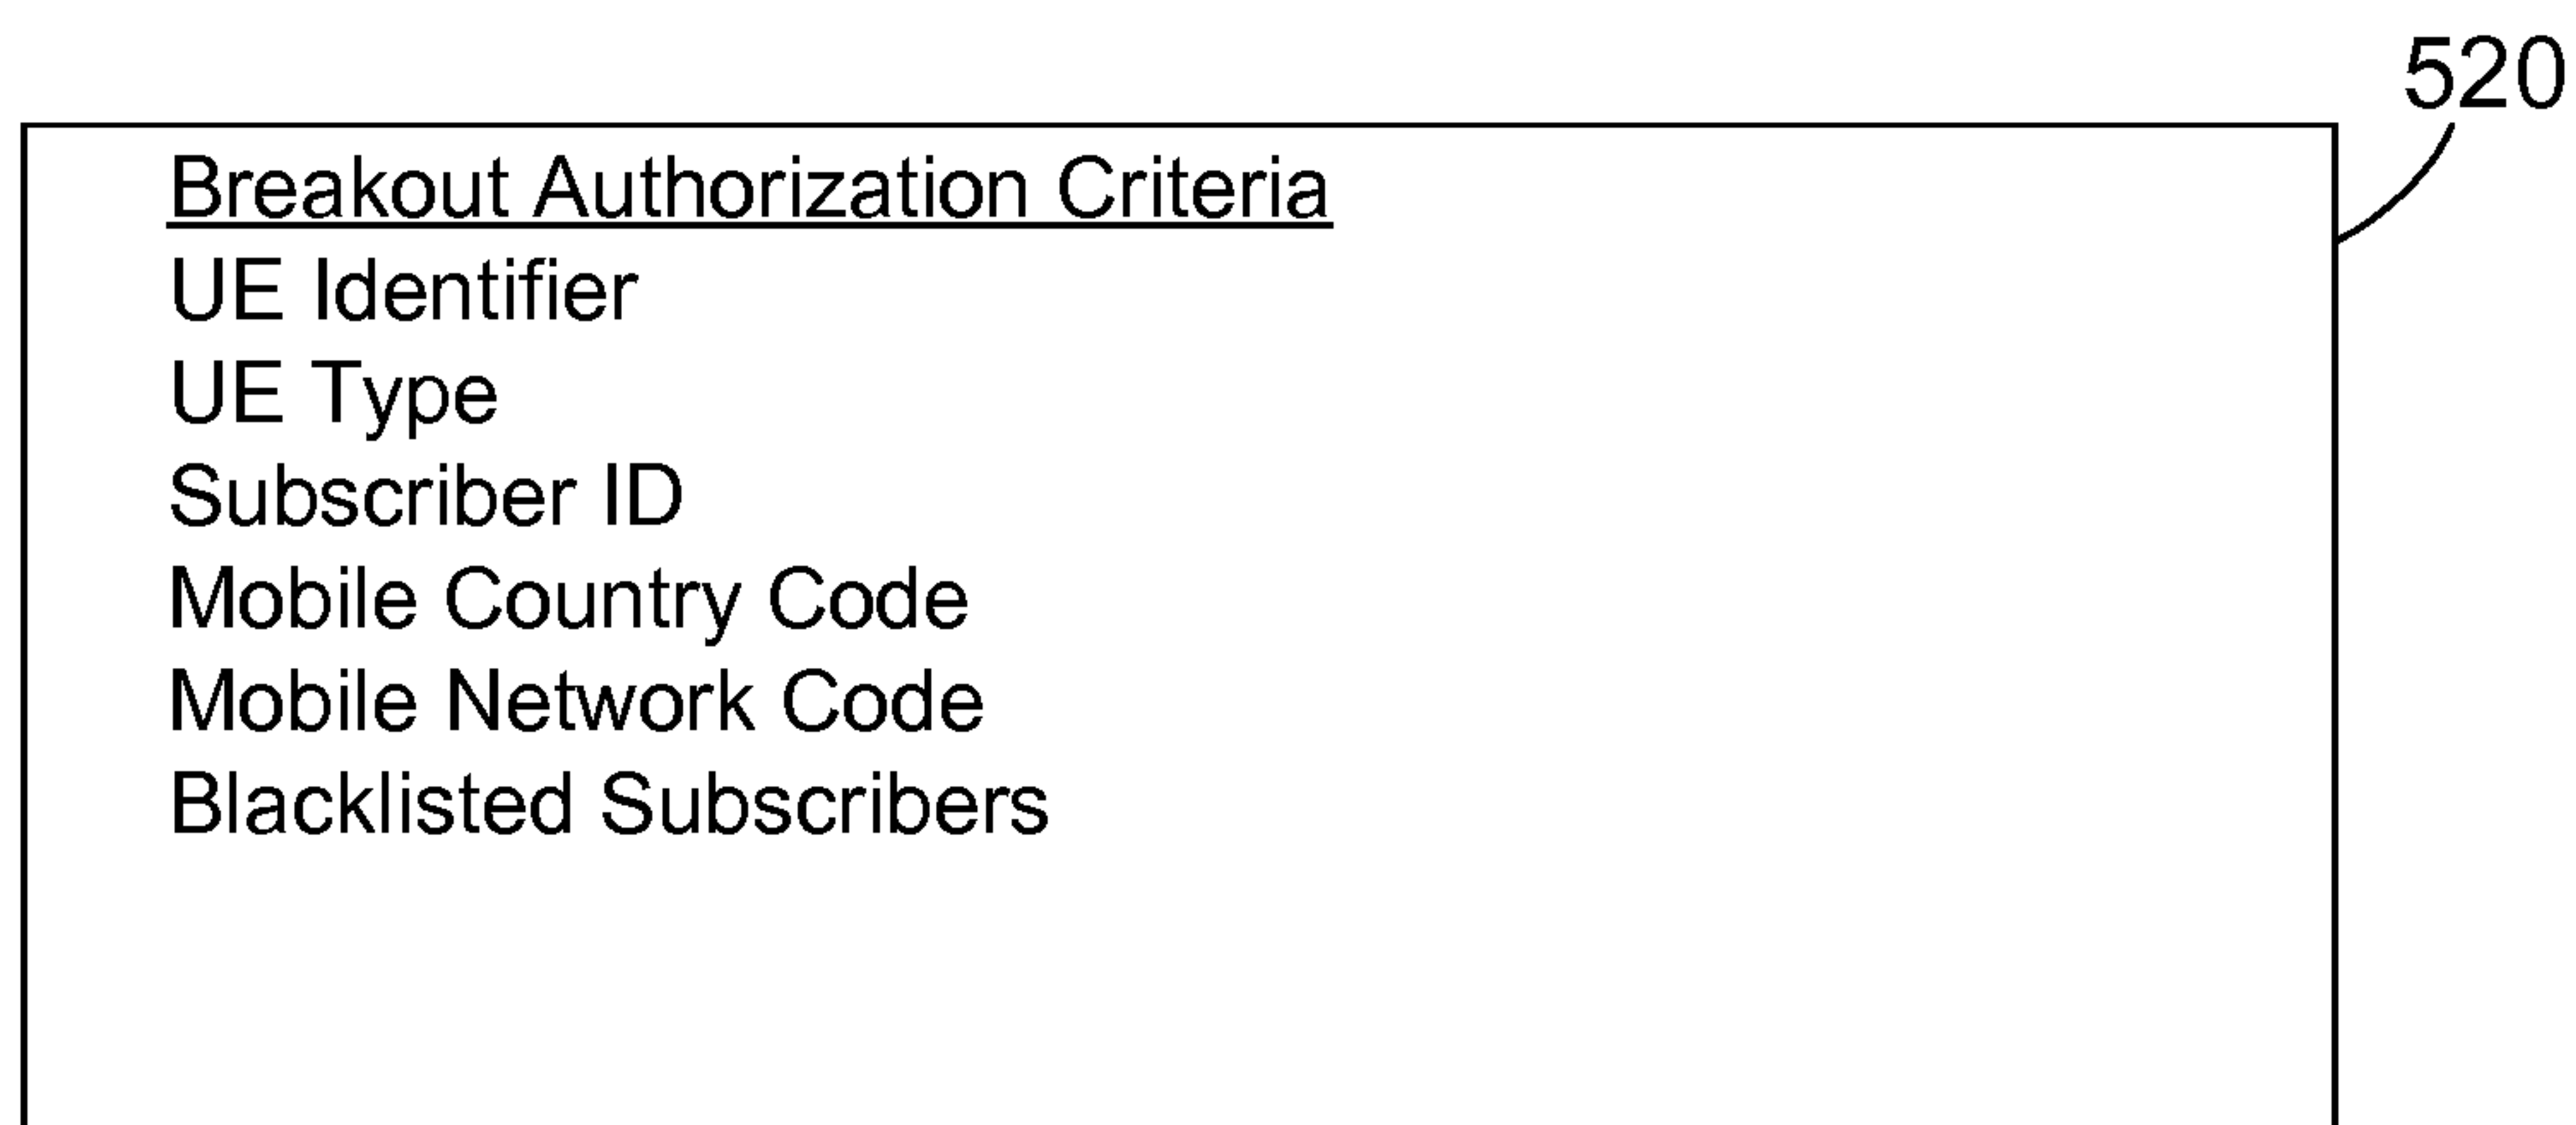 520
Breakout Authorization Criteria
UE Identifier
UE Type
Subscriber ID
Mobile Country Code
Mobile Network Code
Blacklisted Subscribers